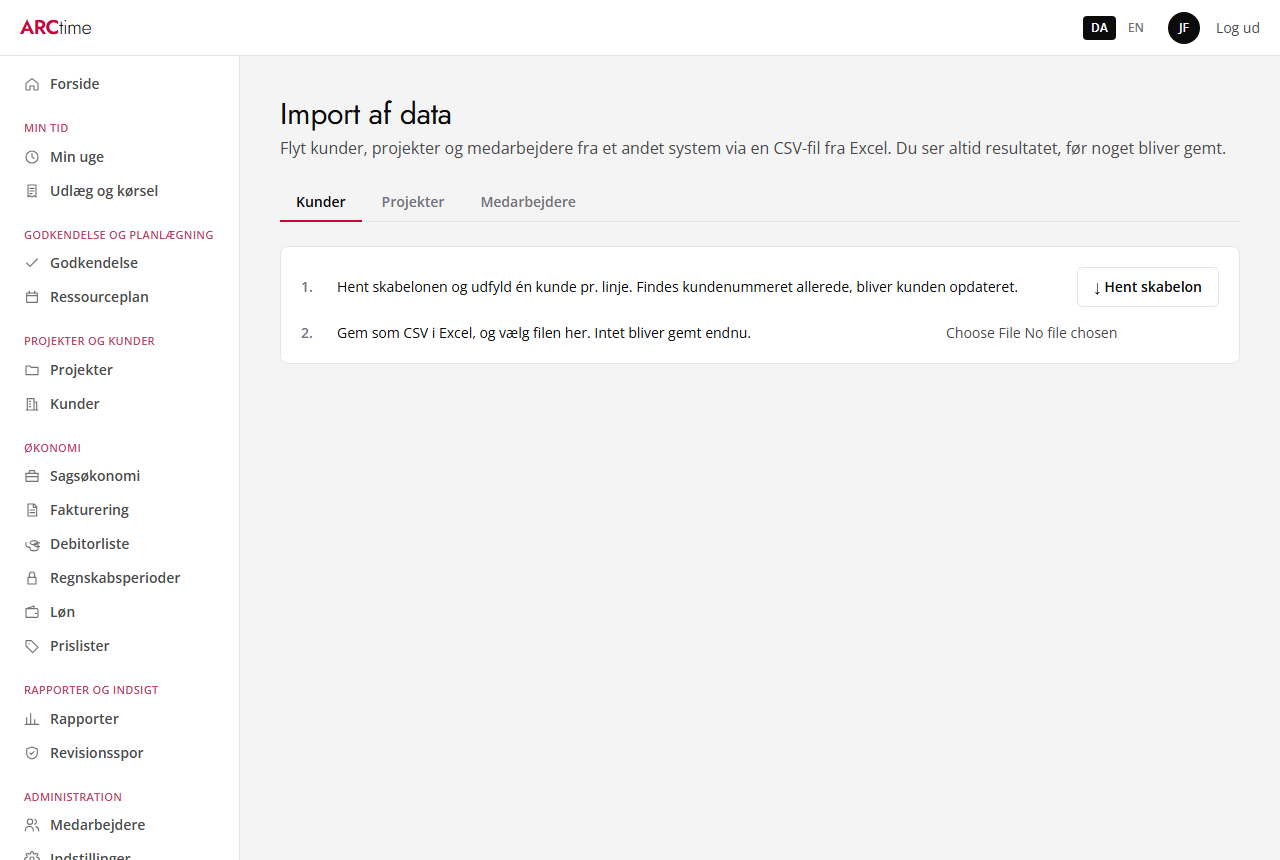 ARCtime
DA EN JF Log ud
Forside
MIN TID
Min uge
Udlæg og kørsel
GODKENDELSE OG PLANLÆGNING
Godkendelse
Ressourceplan
PROJEKTER OG KUNDER
Projekter
Kunder
ØKONOMI
Sagsøkonomi
Fakturering
Debitorliste
Regnskabsperioder
Løn
Prislister
RAPPORTER OG INDSIGT
Rapporter
Revisionsspor
ADMINISTRATION
Medarbejdere
Indstillinger
Import af data
Flyt kunder, projekter og medarbejdere fra et andet system via en CSV-fil fra Excel. Du ser altid resultatet, før noget bliver gemt.
Kunder Projekter Medarbejdere
1. Hent skabelonen og udfyld én kunde pr. linje. Findes kundenummeret allerede, bliver kunden opdateret. ↓ Hent skabelon
2. Gem som CSV i Excel, og vælg filen her. Intet bliver gemt endnu. Choose File No file chosen